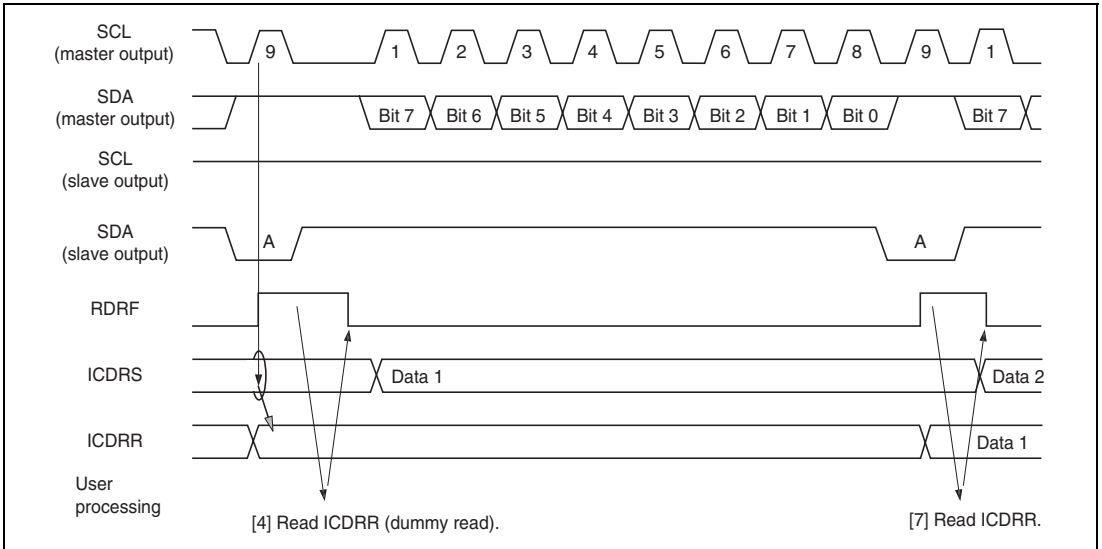 SCL
(master output)
9 1 2 3 4 5 6 7 8 9 1
SDA
(master output)
Bit 7 Bit 6 Bit 5 Bit 4 Bit 3 Bit 2 Bit 1 Bit 0 Bit 7
SCL
(slave output)
SDA
(slave output)
A A
RDRF
ICDRS
Data 1 Data 2
ICDRR
Data 1
User
processing
[4] Read ICDRR (dummy read). [7] Read ICDRR.